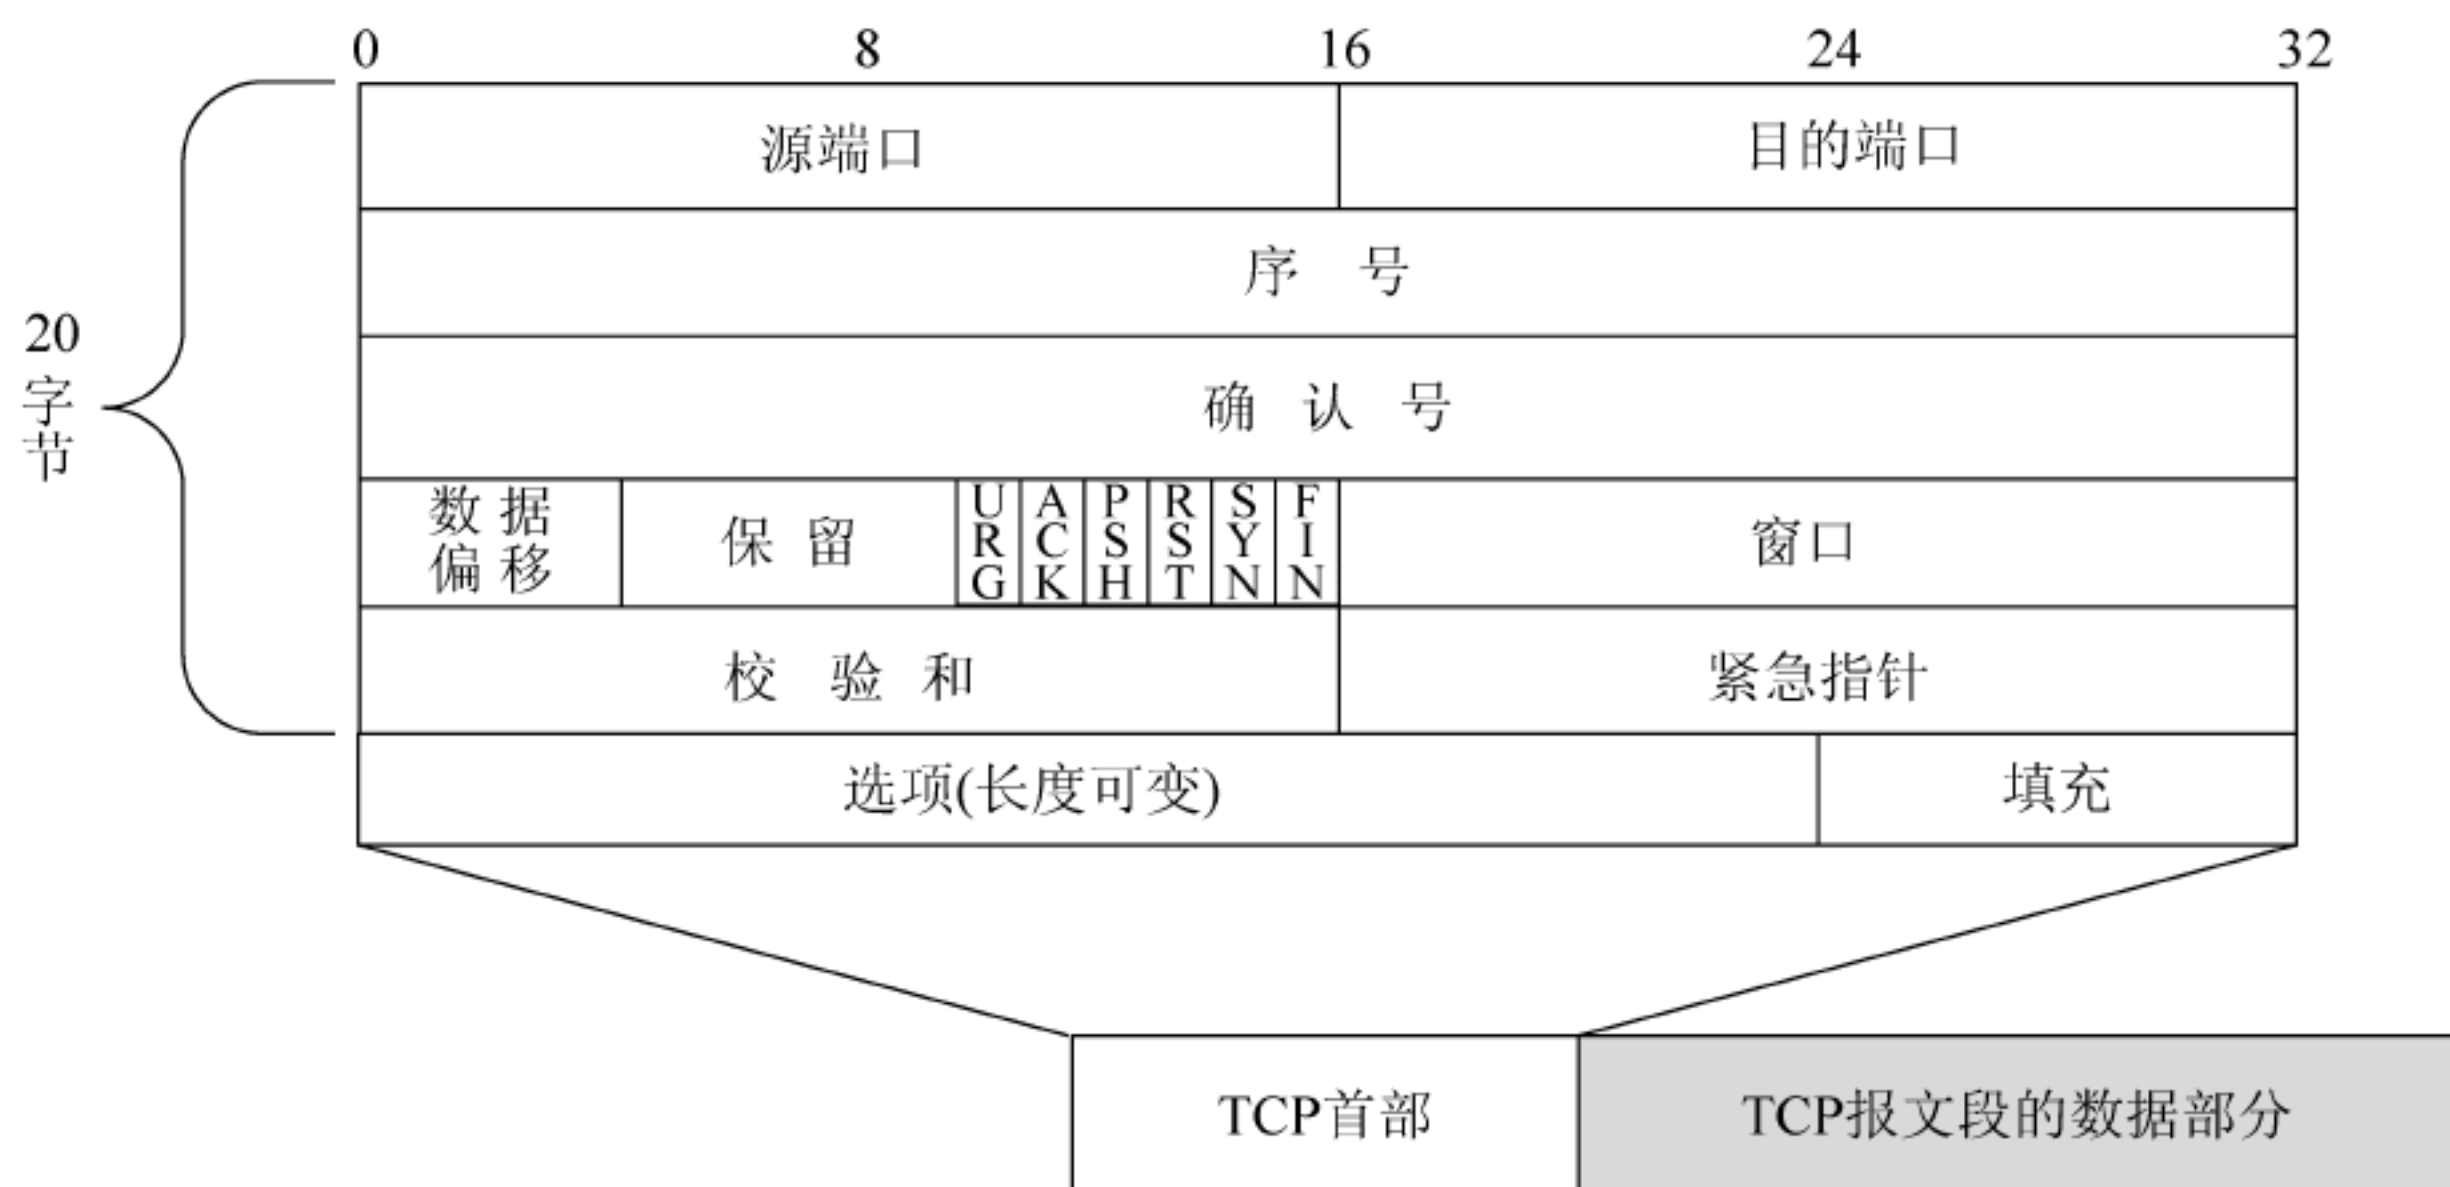 0 8 16 24 32
源端口 目的端口
序 号
20
字
节
确 认 号
数 据
偏 移
保 留
URG
ACK
PSH
RST
SYN
FIN
窗口
校 验 和 紧急指针
选项(长度可变) 填充
TCP首部 TCP报文段的数据部分